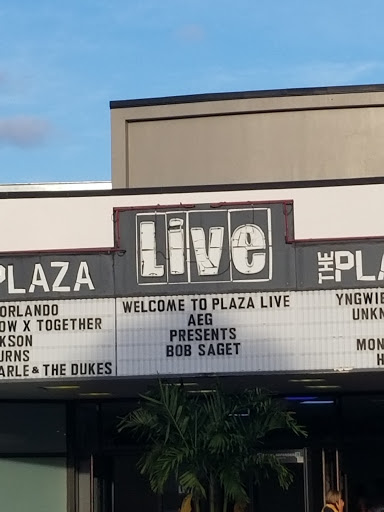 Live
PLAZA
THE PLA
ORLANDO
OW X TOGETHER
KSON
URNS
ARLE & THE DUKES
WELCOME TO PLAZA LIVE
AEG
PRESENTS
BOB SAGET
YNGWIE
UNKN
MON
H